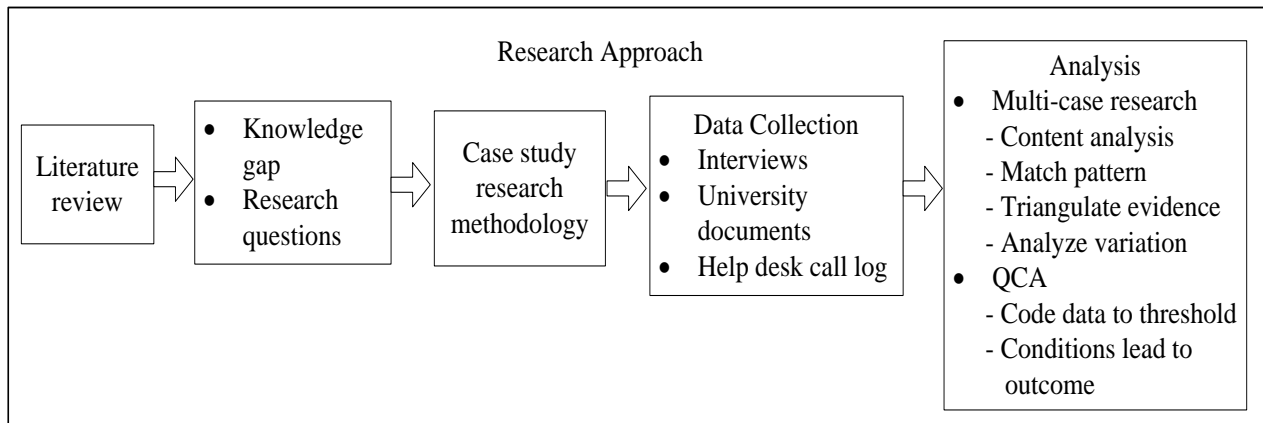 Research Approach
Literature
review
• Knowledge
gap
• Research
questions
Case study
research
methodology
Data Collection
• Interviews
• University
documents
• Help desk call log
Analysis
• Multi-case research
- Content analysis
- Match pattern
- Triangulate evidence
- Analyze variation
• QCA
- Code data to threshold
- Conditions lead to
outcome